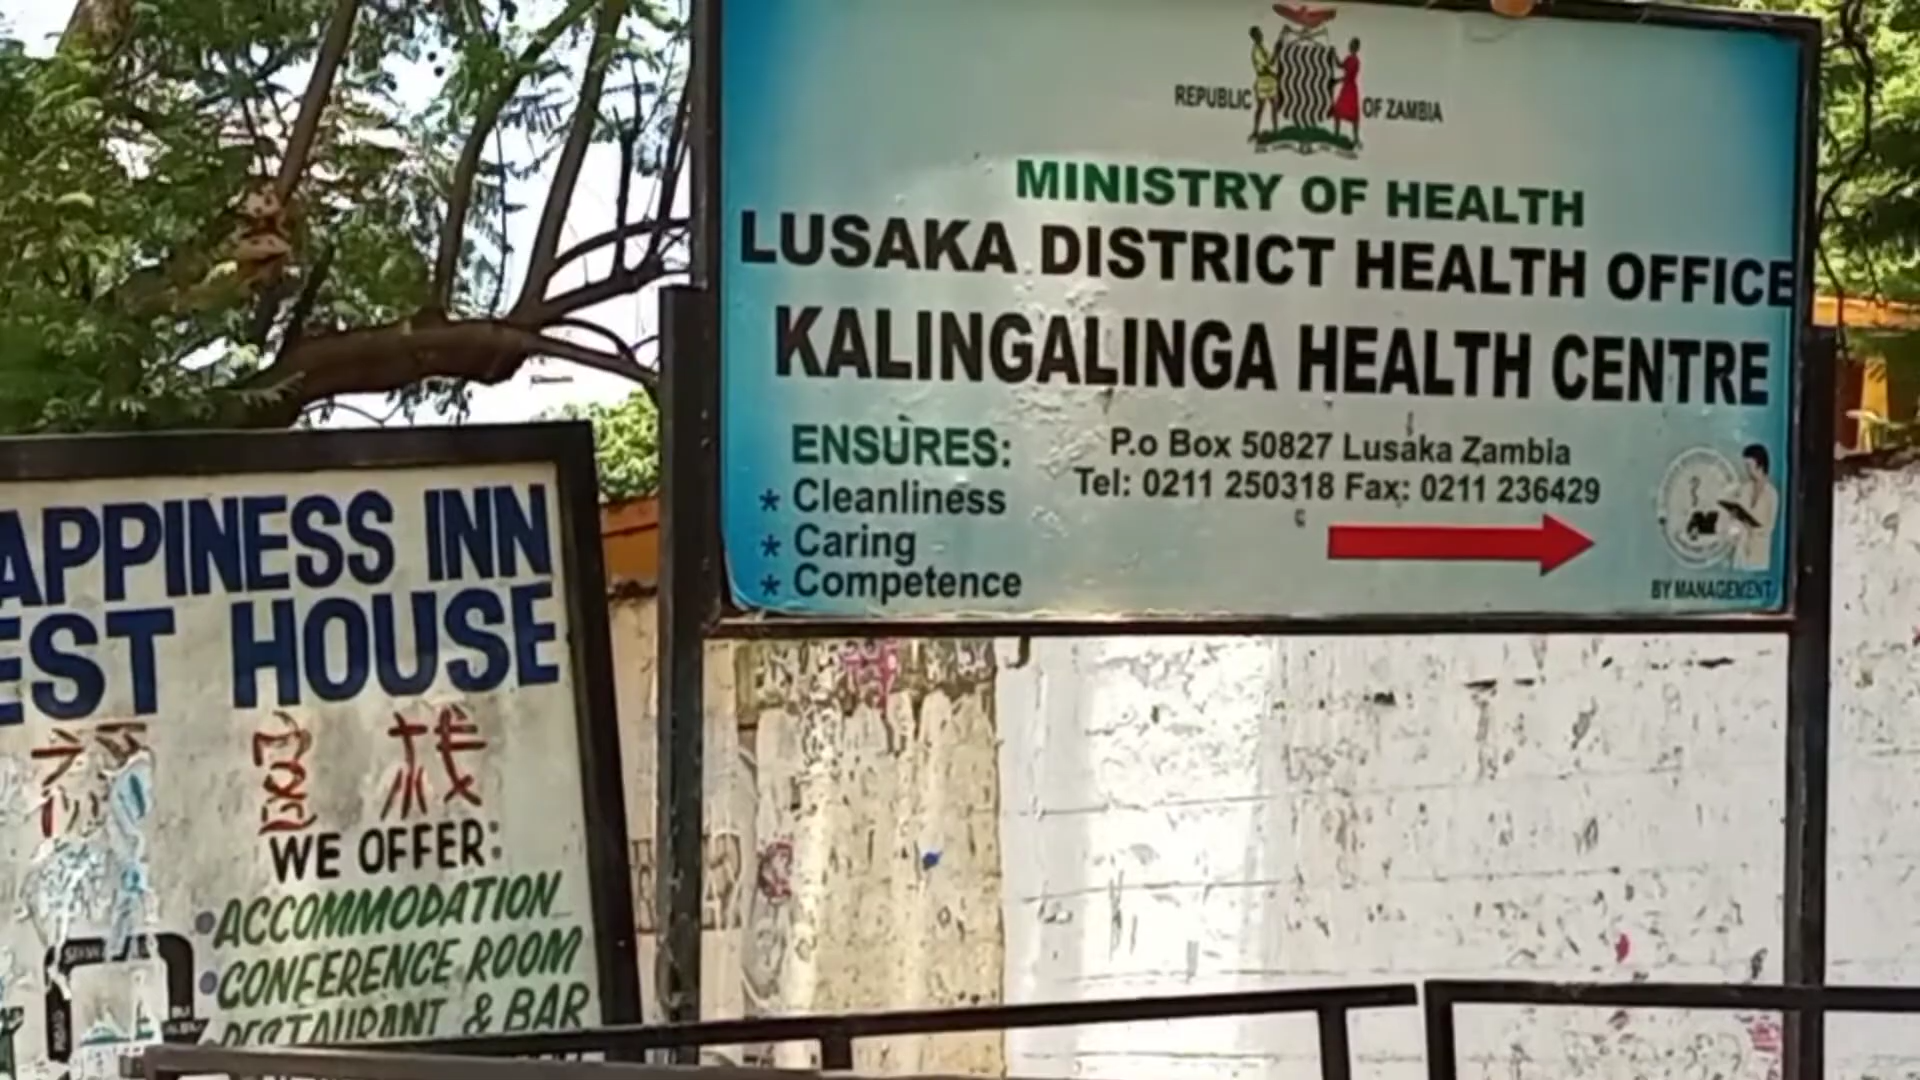 REPUBLIC OF ZAMBIA
MINISTRY OF HEALTH
LUSAKA DISTRICT HEALTH OFFICE
KALINGALINGA HEALTH CENTRE
ENSURES:
* Cleanliness
* Caring
* Competence
P.o Box 50827 Lusaka Zambia
Tel: 0211 250318 Fax: 0211 236429
BY MANAGEMENT
APPINESS INN
EST HOUSE
栈
WE OFFER:
ACCOMMODATION
CONFERENCE ROOM
RESTAURANT & BAR